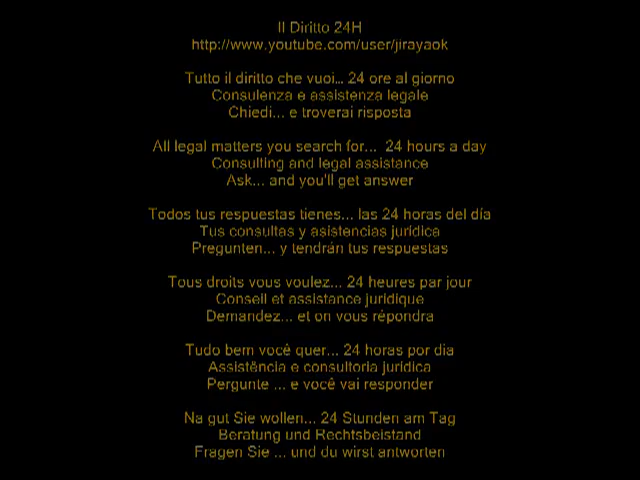 Il Diritto 24H
http://www.youtube.com/user/jirayaok
Tutto il diritto che vuoi... 24 ore al giorno
Consulenza e assistenza legale
Chiedi... e troverai risposta
All legal matters you search for... 24 hours a day
Consulting and legal assistance
Ask... and you'll get answer
Todos tus respuestas tienes... las 24 horas del día
Tus consultas y asistencias jurídica
Pregunten... y tendrán tus respuestas
Tous droits vous voulez... 24 heures par jour
Conseil et assistance juridique
Demandez... et on vous répondra
Tudo bem você quer... 24 horas por dia
Assistência e consultoria jurídica
Pergunte ... e você vai responder
Na gut Sie wollen... 24 Stunden am Tag
Beratung und Rechtsbeistand
Fragen Sie ... und du wirst antworten